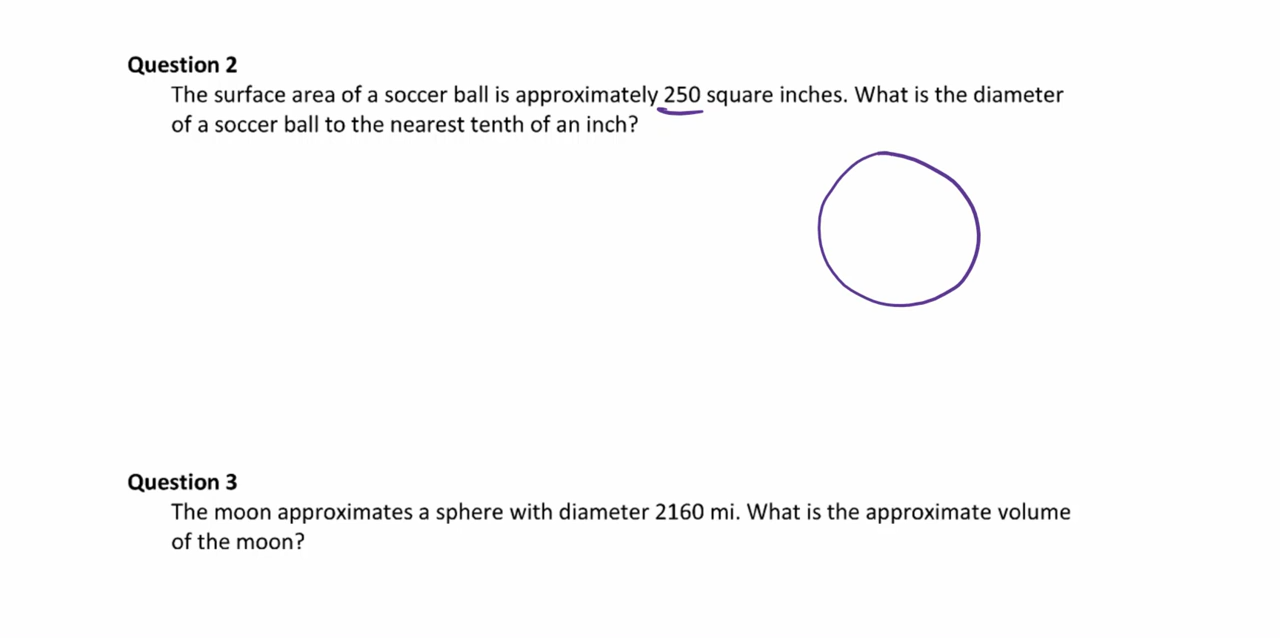 Question 2
The surface area of a soccer ball is approximately 250 square inches. What is the diameter
of a soccer ball to the nearest tenth of an inch?
Question 3
The moon approximates a sphere with diameter 2160 mi. What is the approximate volume
of the moon?